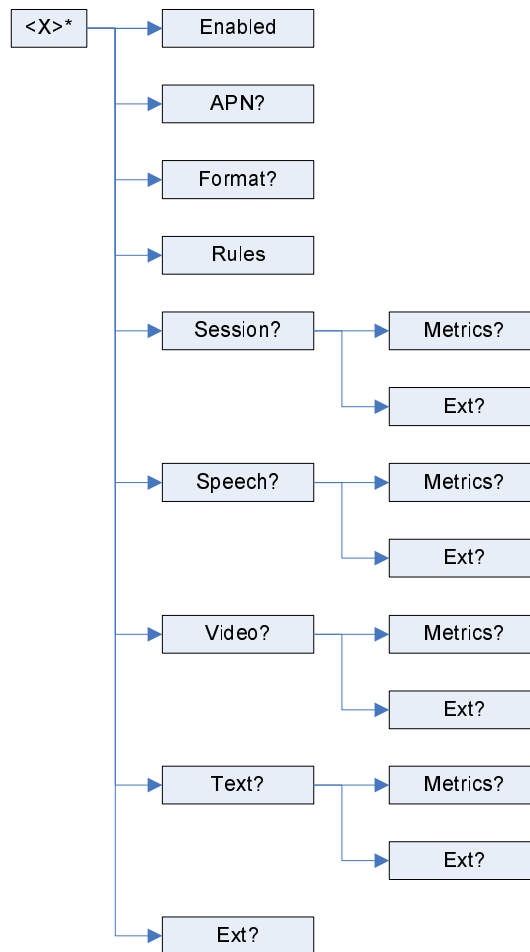 <X>*
Enabled
APN?
Format?
Rules
Session?
Metrics?
Ext?
Speech?
Metrics?
Ext?
Video?
Metrics?
Ext?
Text?
Metrics?
Ext?
Ext?